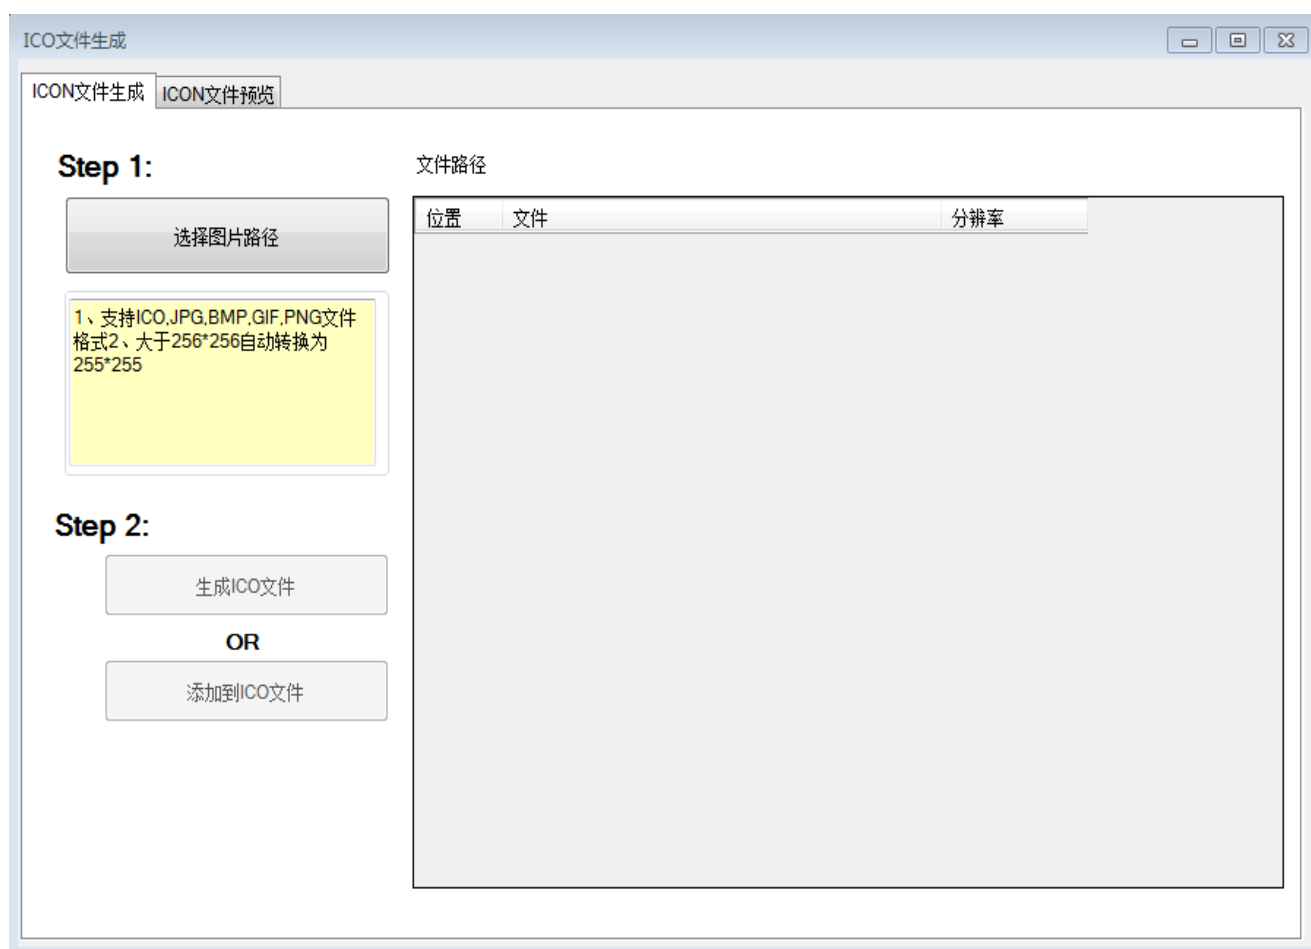 ICO文件生成
ICON文件生成 ICON文件预览
Step 1:
文件路径
选择图片路径
位置 文件 分辨率
1、支持ICO,JPG,BMP,GIF,PNG文件
格式2、大于256*256自动转换为
255*255
Step 2:
生成ICO文件
OR
添加到ICO文件